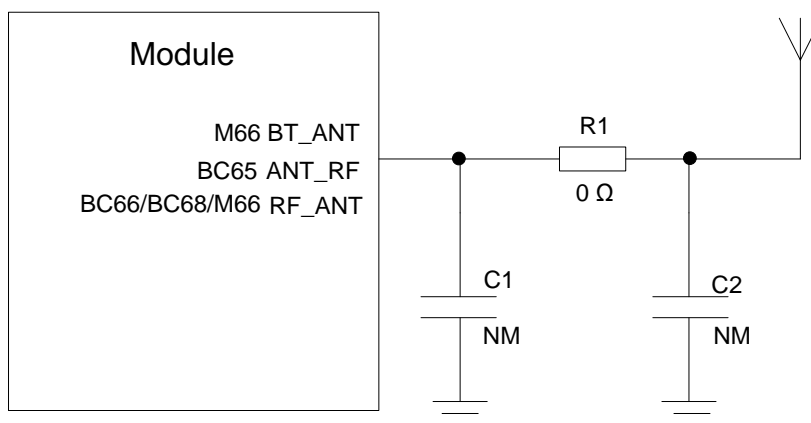 Module
M66 BT_ANT
BC65 ANT_RF
BC66/BC68/M66 RF_ANT
R1
0 Ω
C1
NM
C2
NM